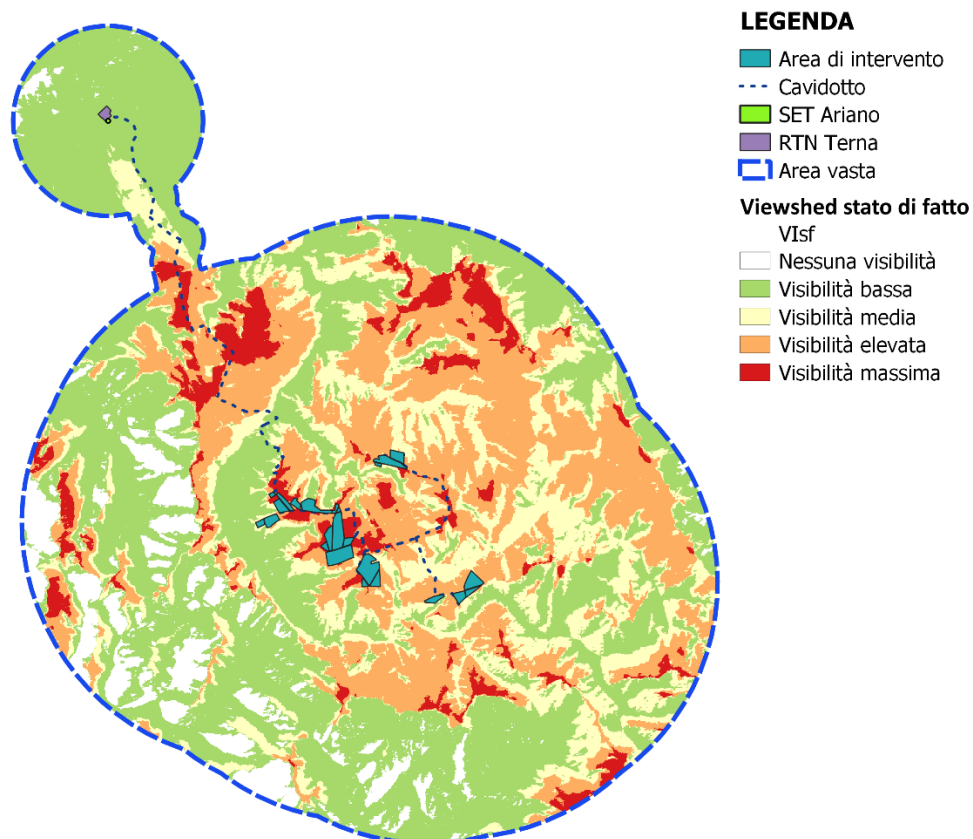 LEGENDA
Area di intervento
Cavidotto
SET Ariano
RTN Terna
Area vasta
Viewshed stato di fatto
VIsf
Nessuna visibilità
Visibilità bassa
Visibilità media
Visibilità elevata
Visibilità massima